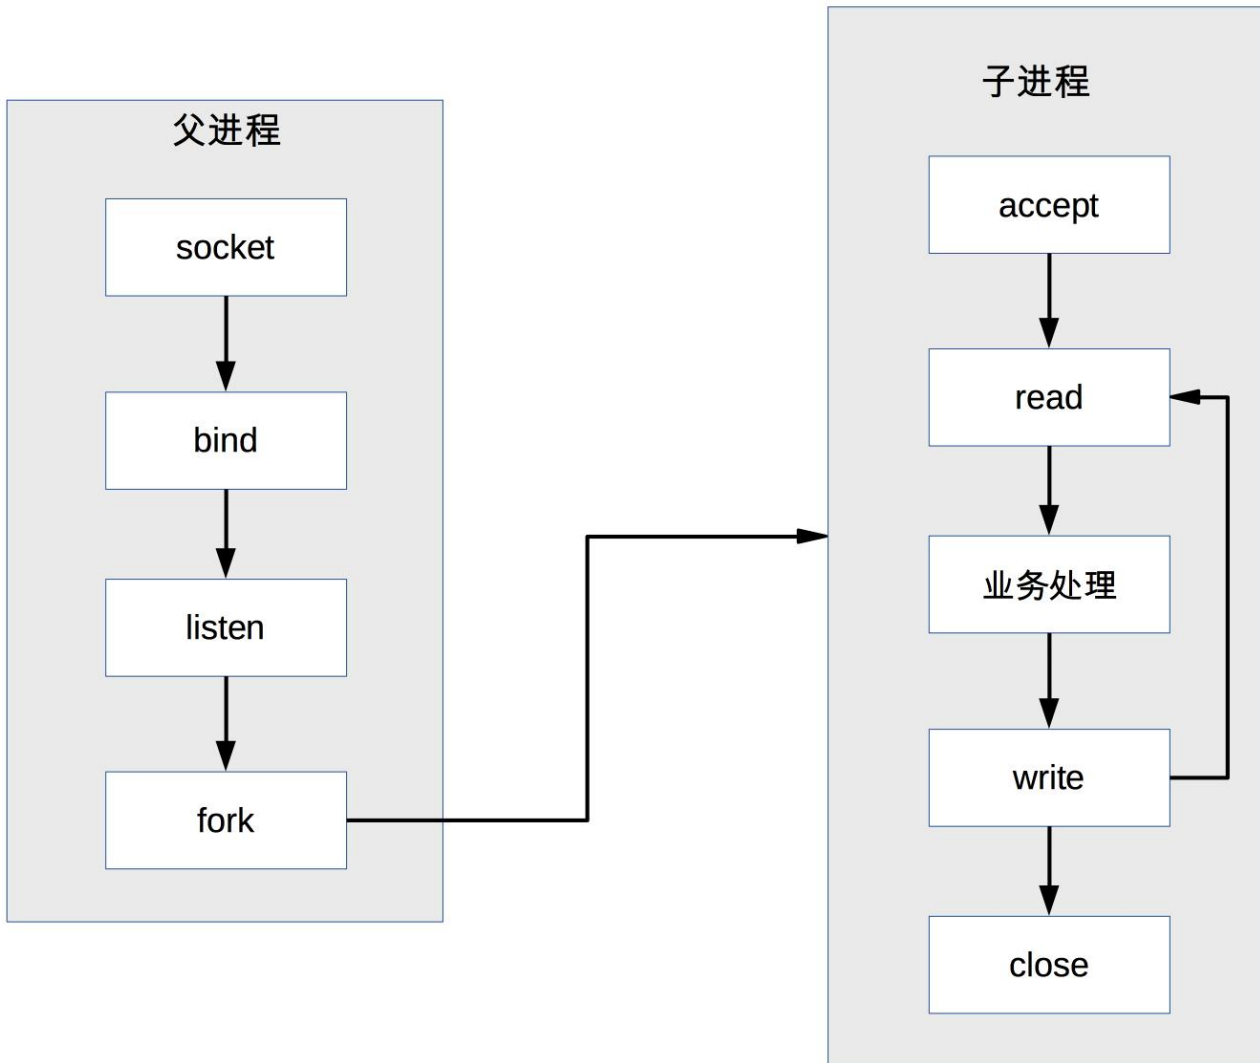 父进程
socket
bind
listen
fork
子进程
accept
read
业务处理
write
close